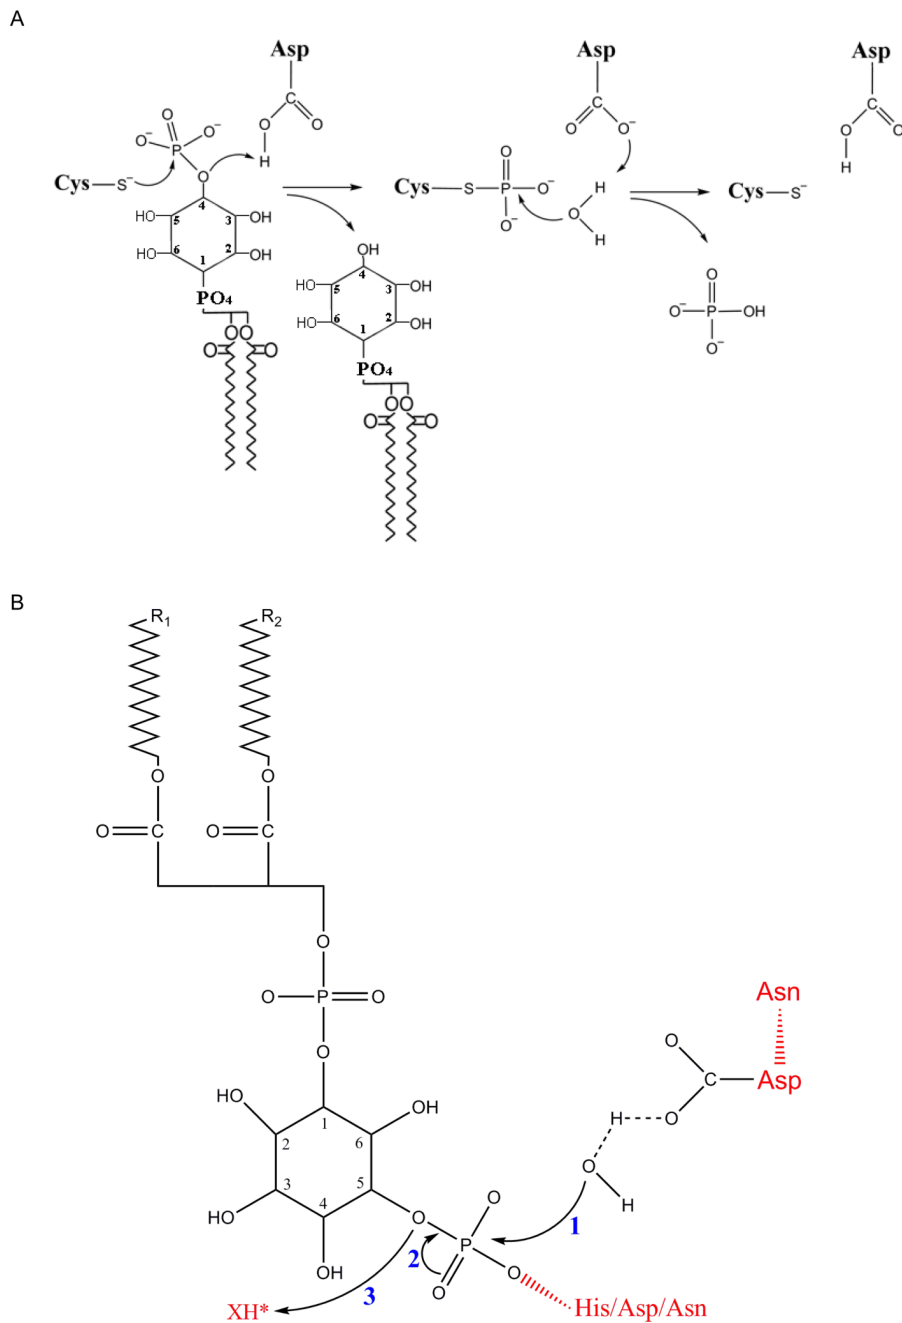 A
Asp
O
O⁻ P O⁻
C
O O
H
Cys—S⁻
O
4
HO 5 3 OH
HO 6 2 OH
1
PO₄
O O
O O
OH
4
HO 5 3 OH
HO 6 2 OH
1
PO₄
O O
O O
Asp
C
O O⁻
O
Cys—S—P—O⁻
O⁻
H
O
H
Asp
C
O O
H
Cys—S⁻
O
O⁻—P—OH
O⁻
B
R₁ R₂
O O
O C O C
O
O P O
O
HO 1 OH
2 6
3 5
HO 4 O
OH
O
P
O O
1
2
3
XH*
His/Asp/Asn
Asn
O
C Asp
H O
O
H